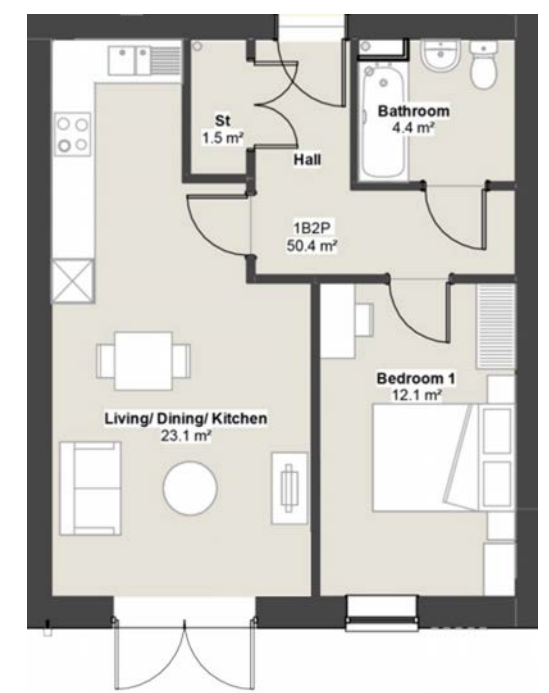 St
1.5 m²
Bathroom
4.4 m²
Hall
1B2P
50.4 m²
Bedroom 1
12.1 m²
Living/ Dining/ Kitchen
23.1 m²